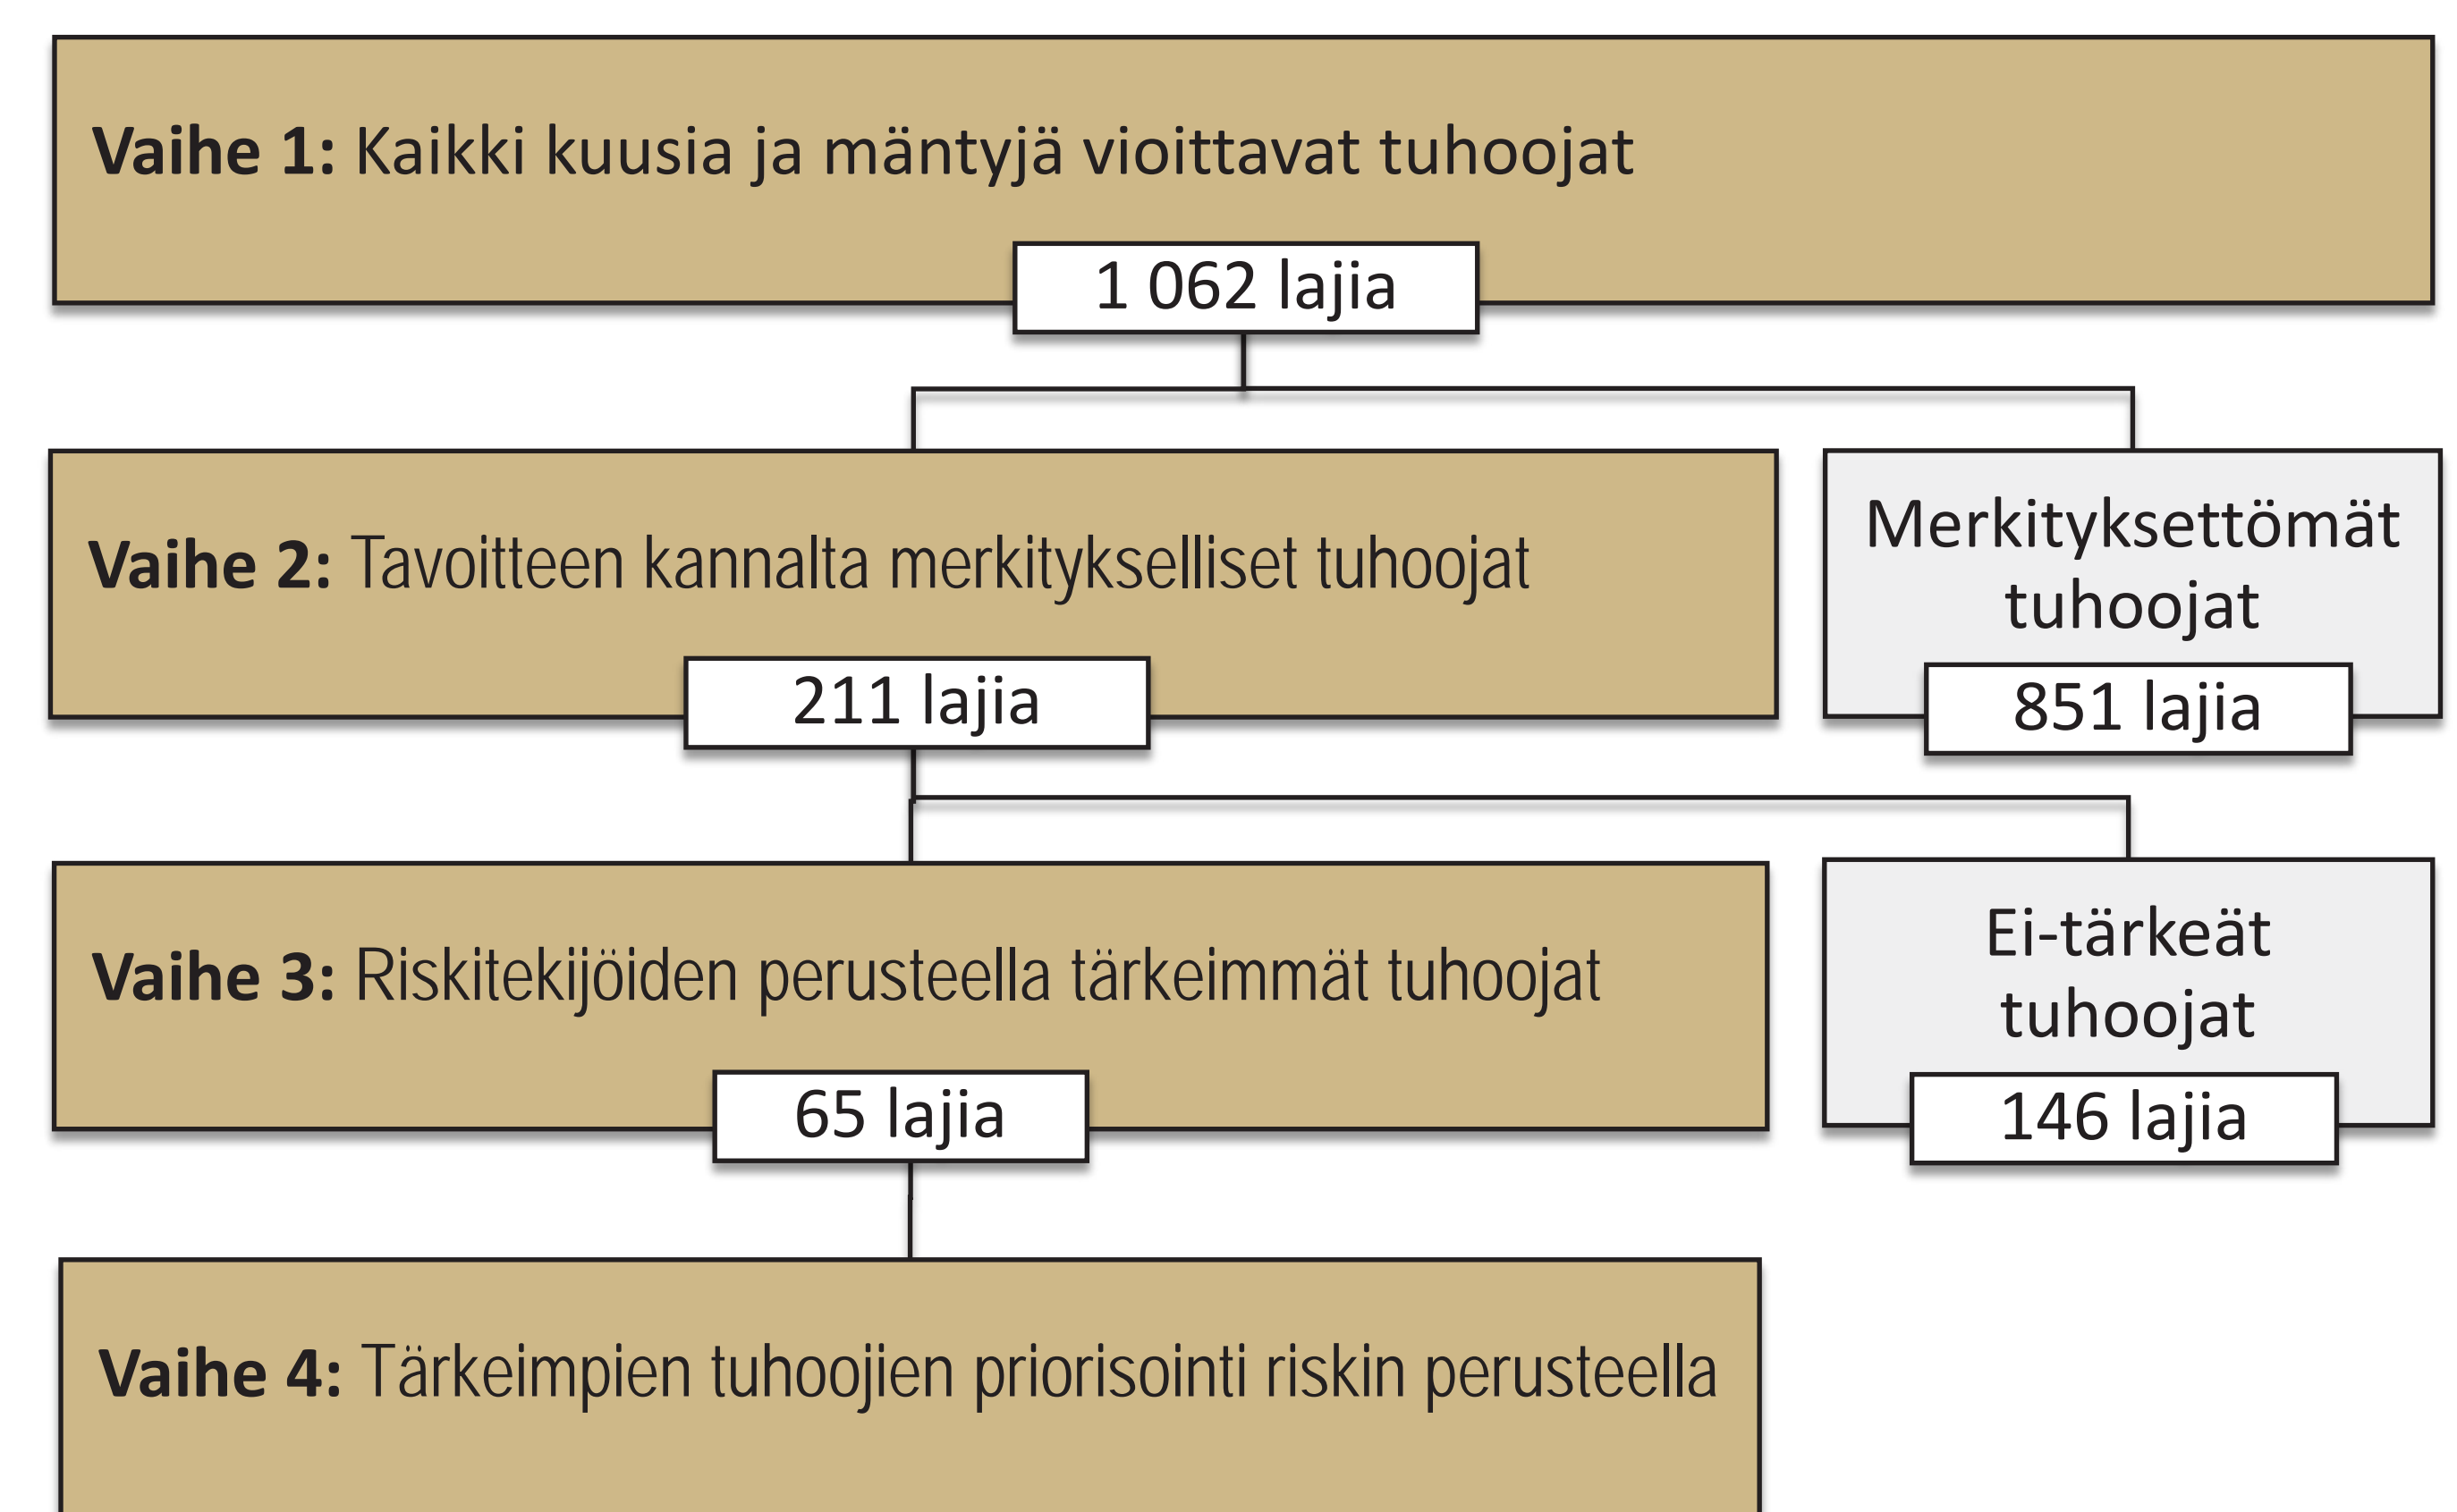 Vaihe 1: Kaikki kuusia ja mäntyjä vioittavat tuhoojat
1 062 lajia
Vaihe 2: Tavoitteen kannalta merkitykselliset tuhoojat
211 lajia
Merkityksettömät
tuhoojat
851 lajia
Vaihe 3: Riskitekijöiden perusteella tärkeimmät tuhoojat
65 lajia
Ei-tärkeät
tuhoojat
146 lajia
Vaihe 4: Tärkeimpien tuhoojien priorisointi riskin perusteella